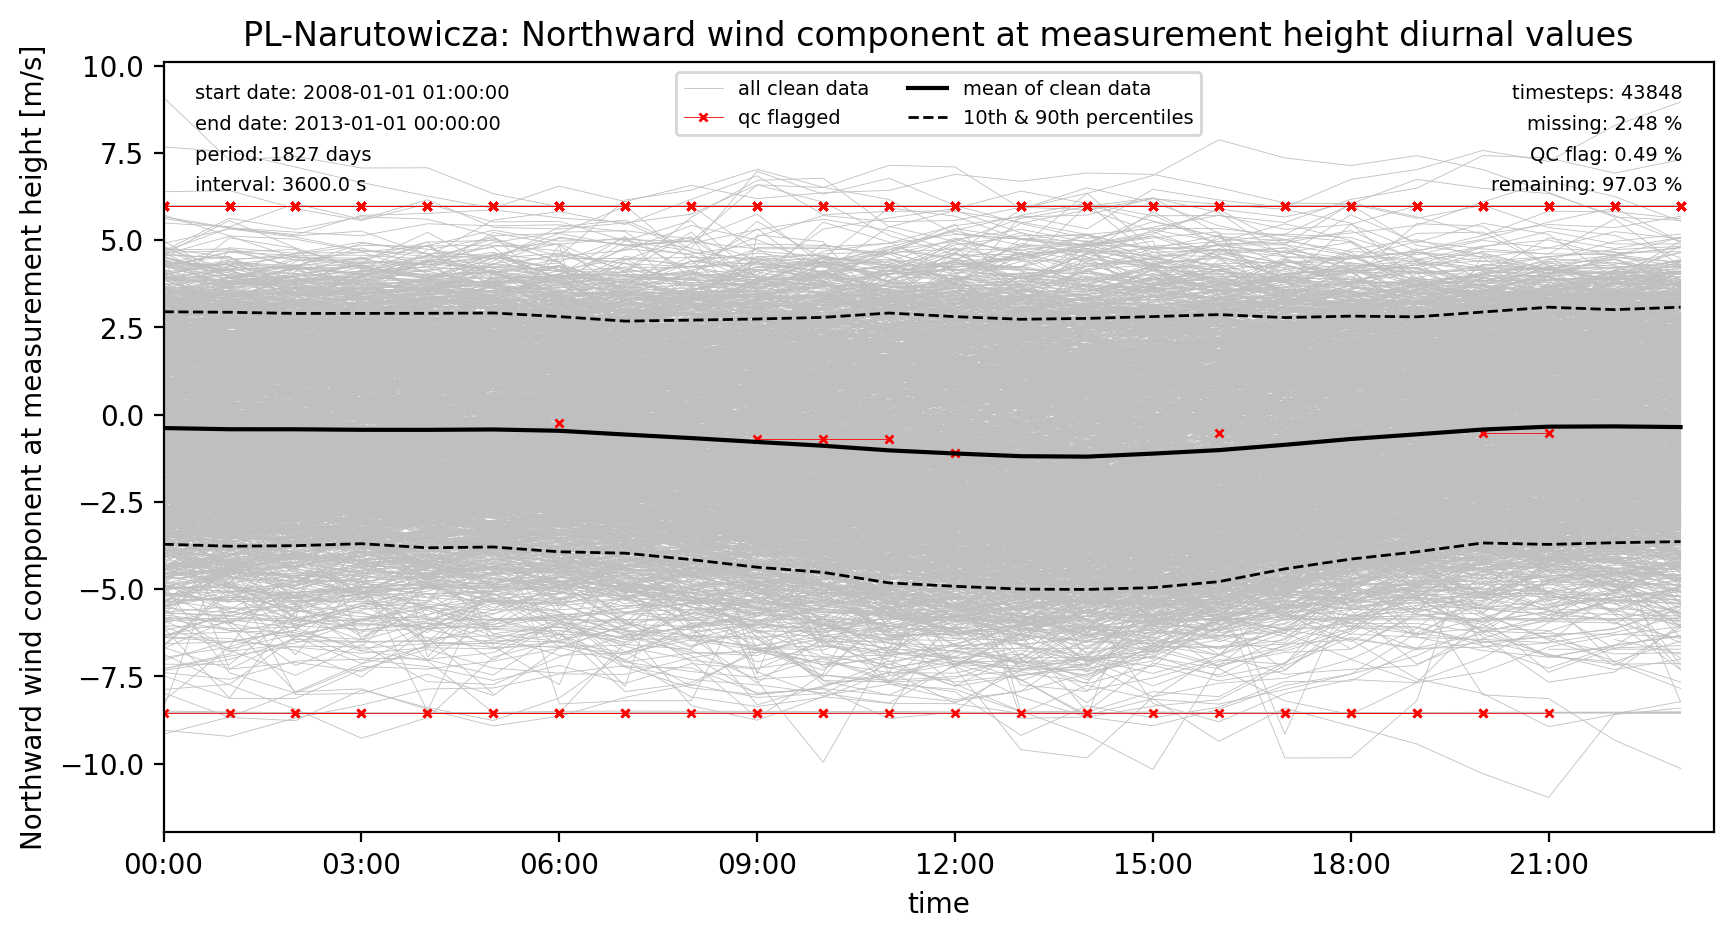 PL-Narutowicza: Northward wind component at measurement height diurnal values
Northward wind component at measurement height [m/s]
10.0
7.5
5.0
2.5
0.0
−2.5
−5.0
−7.5
−10.0
start date: 2008-01-01 01:00:00
end date: 2013-01-01 00:00:00
period: 1827 days
interval: 3600.0 s
all clean data
qc flagged
mean of clean data
10th & 90th percentiles
timesteps: 43848
missing: 2.48 %
QC flag: 0.49 %
remaining: 97.03 %
00:00 03:00 06:00 09:00 12:00 15:00 18:00 21:00
time